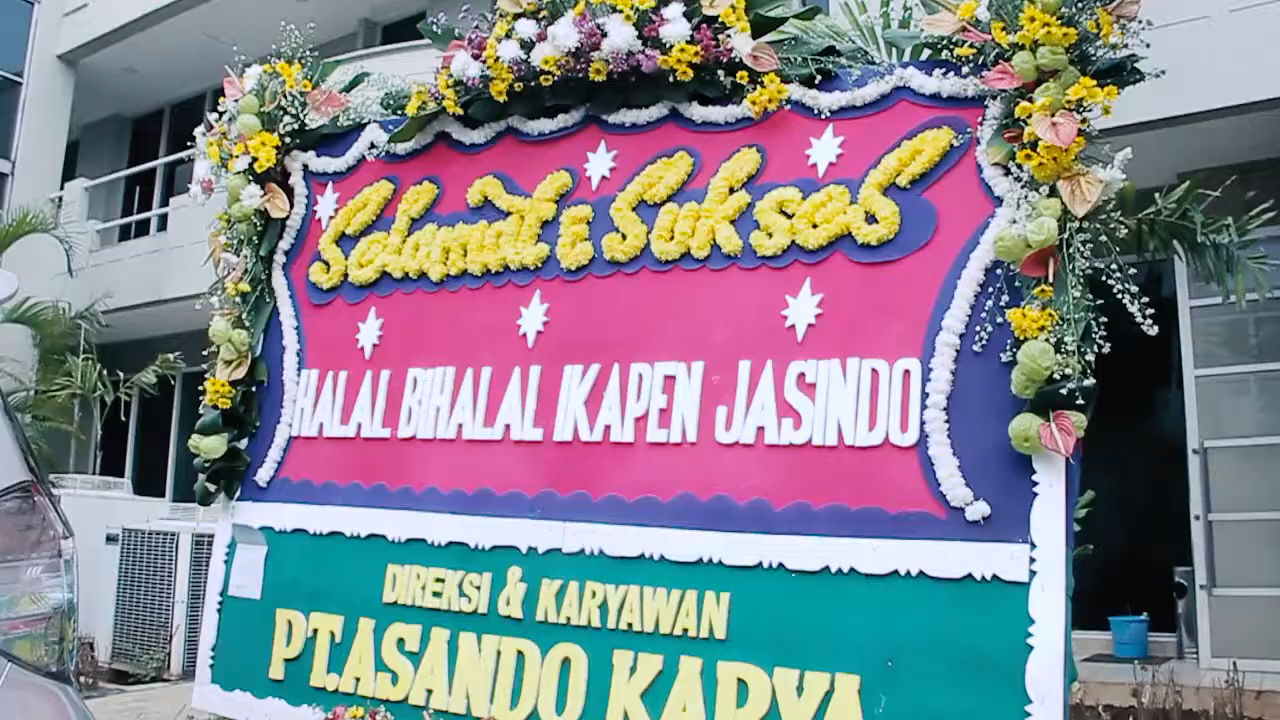 Selamat & Sukses
HALAL BIHALAL IKAPEN JASINDO
DIREKSI & KARYAWAN
PT.ASANDO KARYA